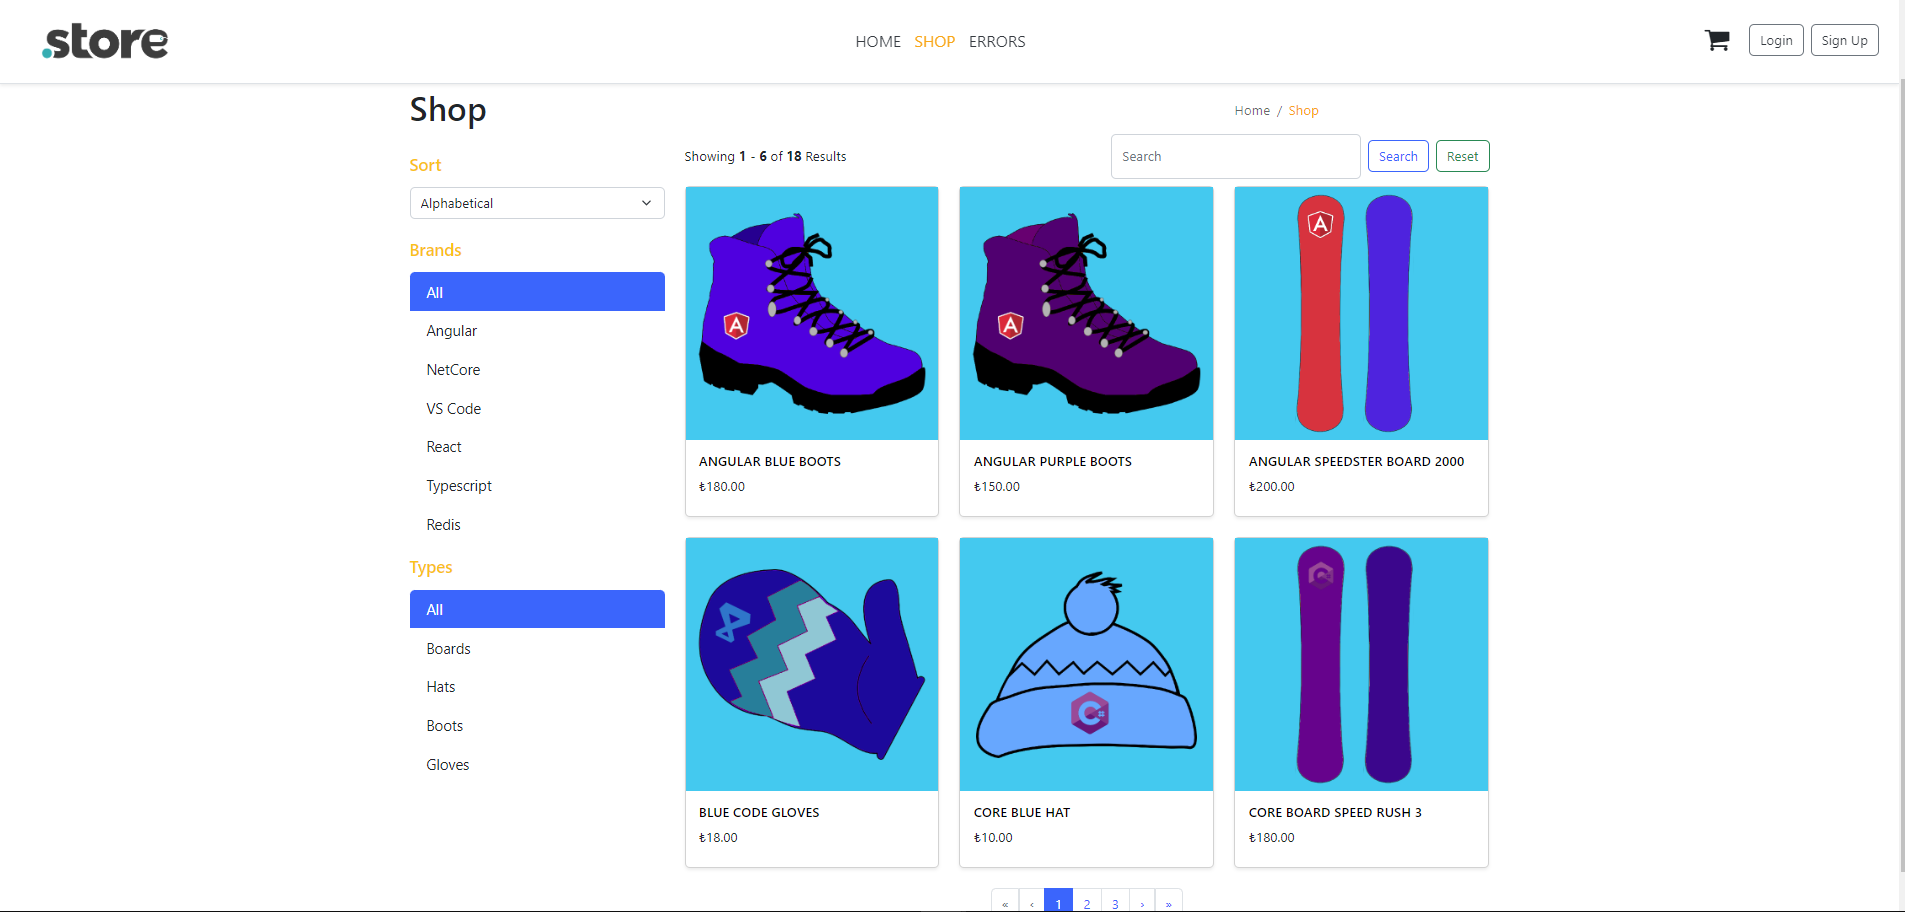 .store
HOME SHOP ERRORS
Login
Sign Up
Shop
Home / Shop
Sort
Alphabetical
Brands
All
Angular
NetCore
VS Code
React
Typescript
Redis
Types
All
Boards
Hats
Boots
Gloves
Showing 1 - 6 of 18 Results
Search
Search
Reset
A
ANGULAR BLUE BOOTS
₺180.00
A
ANGULAR PURPLE BOOTS
₺150.00
A
ANGULAR SPEEDSTER BOARD 2000
₺200.00
BLUE CODE GLOVES
₺18.00
C#
CORE BLUE HAT
₺10.00
C#
CORE BOARD SPEED RUSH 3
₺180.00
« ‹ 1 2 3 › »